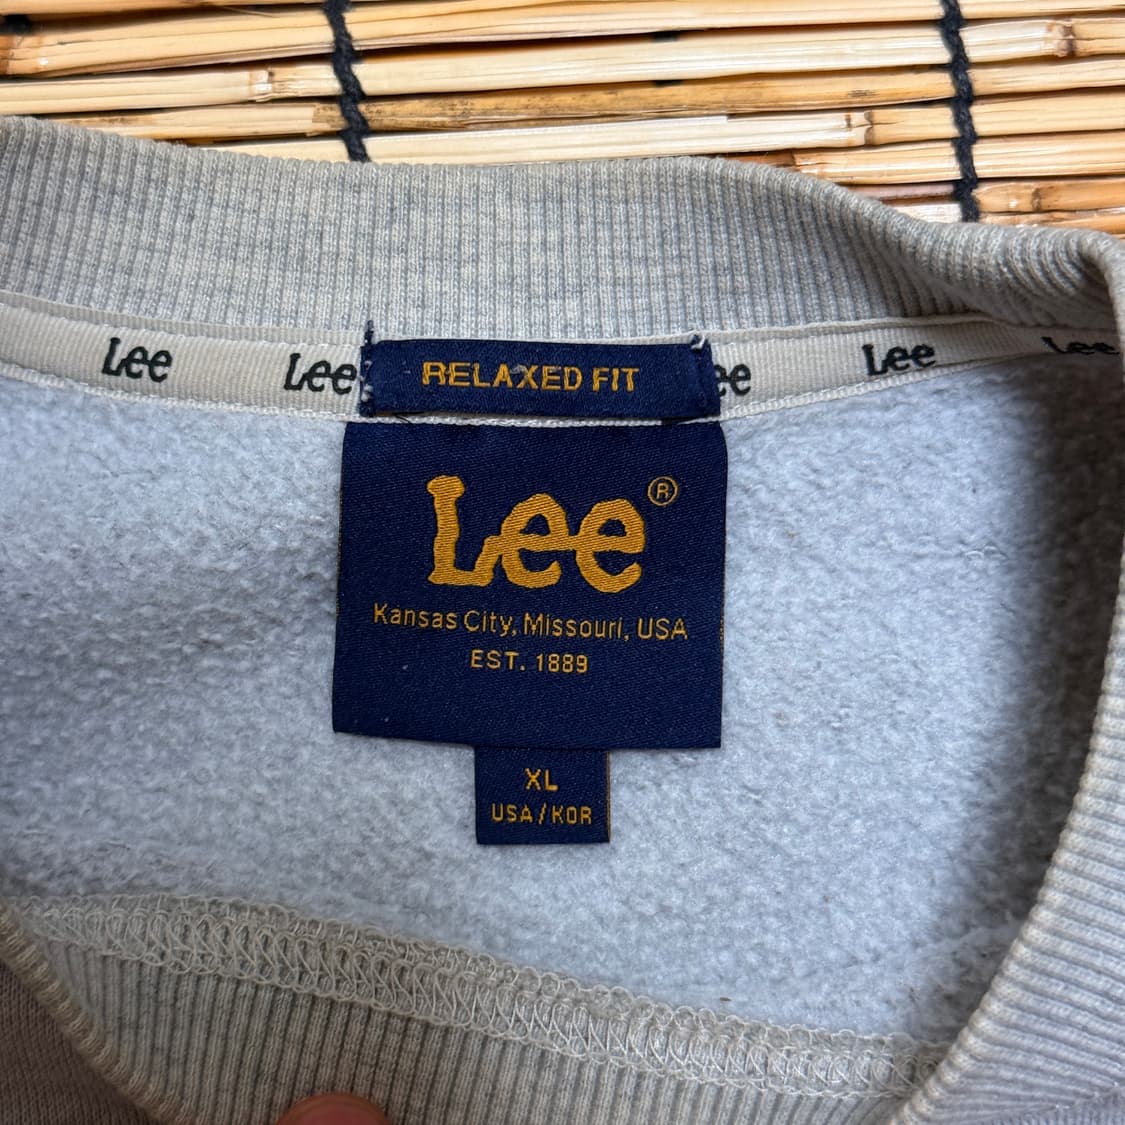 Lee Lee ee Lee Lee
RELAXED FIT
Lee®
Kansas City, Missouri, USA
EST. 1889
XL
USA/KOR